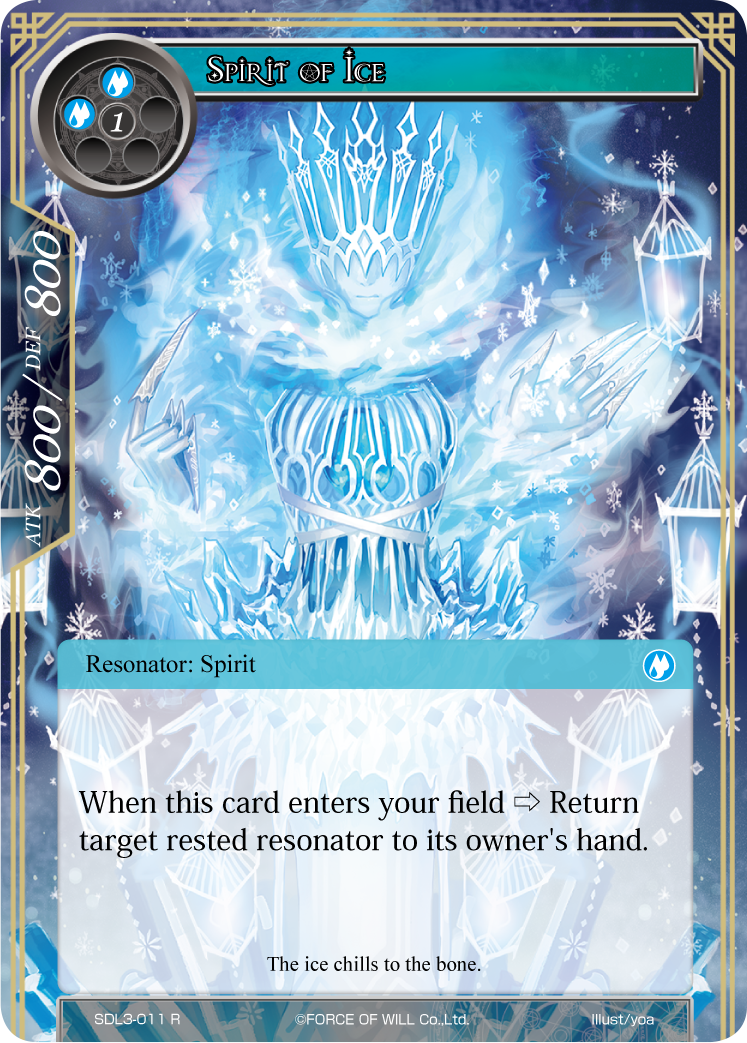 Spirit of Ice
1
ATK 800 / DEF 800
Resonator: Spirit
When this card enters your field ⇨ Return
target rested resonator to its owner's hand.
The ice chills to the bone.
SDL3-011 R ©FORCE OF WILL Co.,Ltd. Illust/yoa